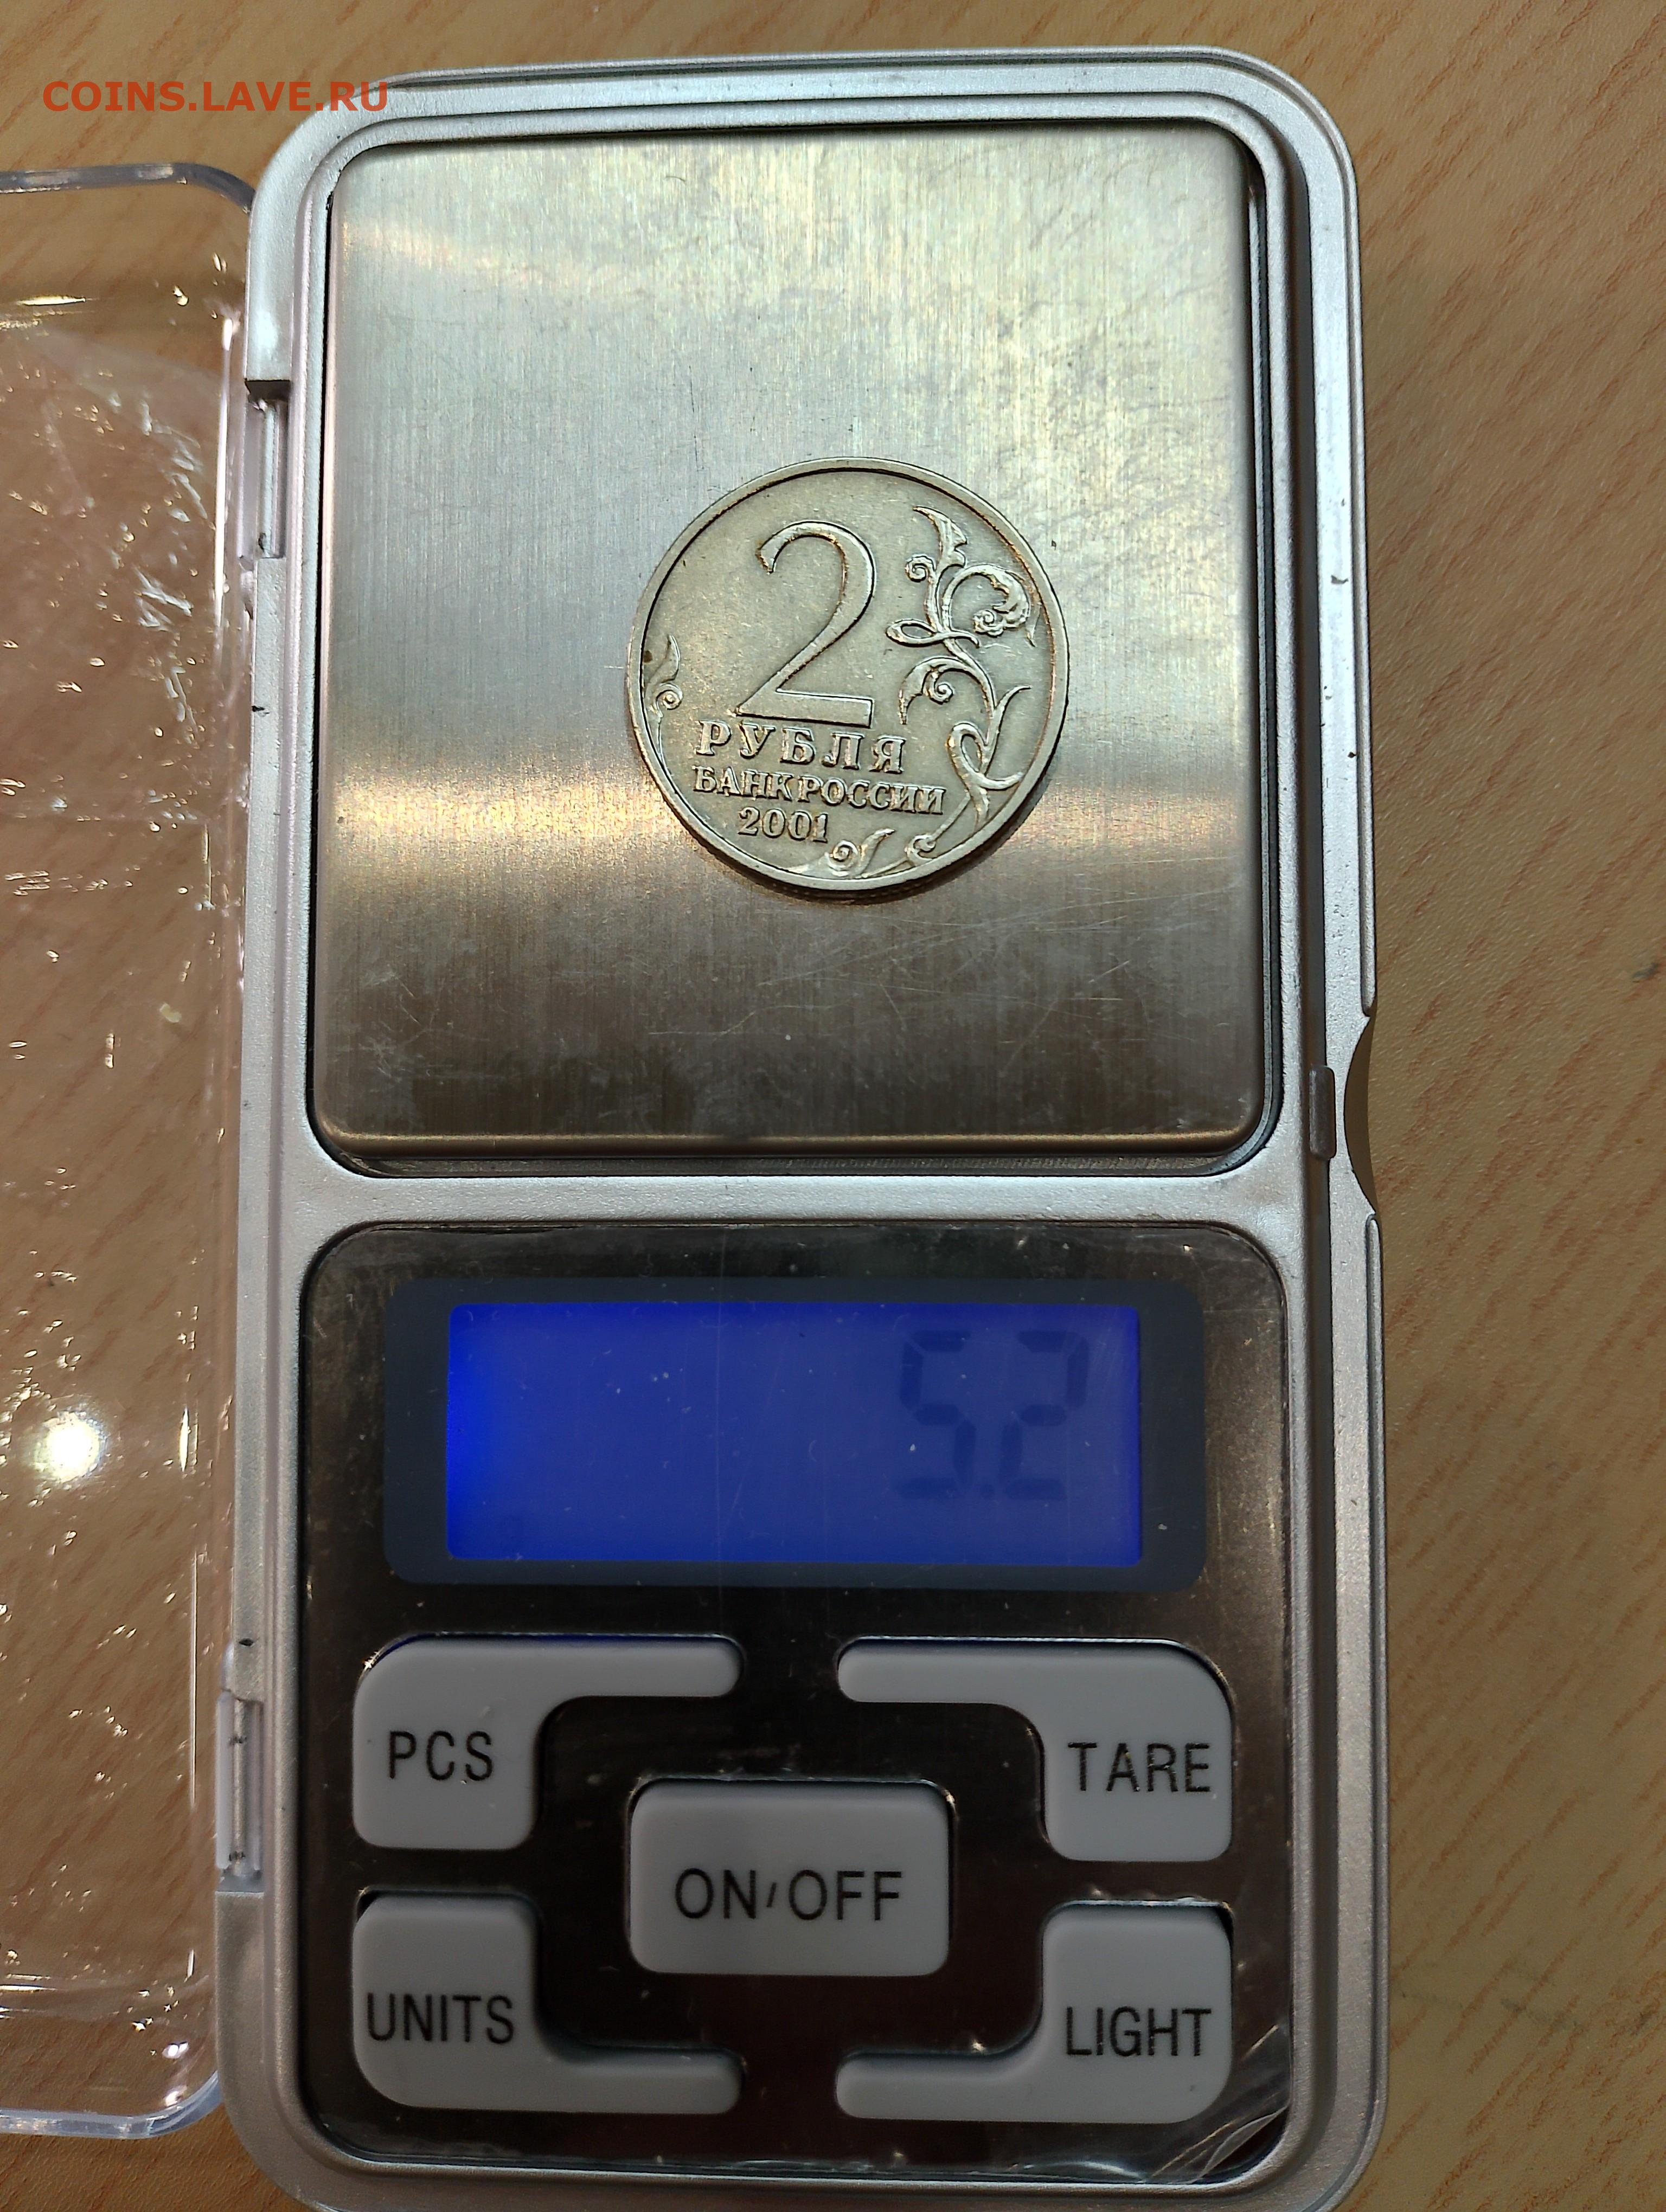 COINS.LAVE.RU
2
РУБЛЯ
БАНК РОССИИ
2001
5.2
PCS
TARE
ON/OFF
UNITS
LIGHT